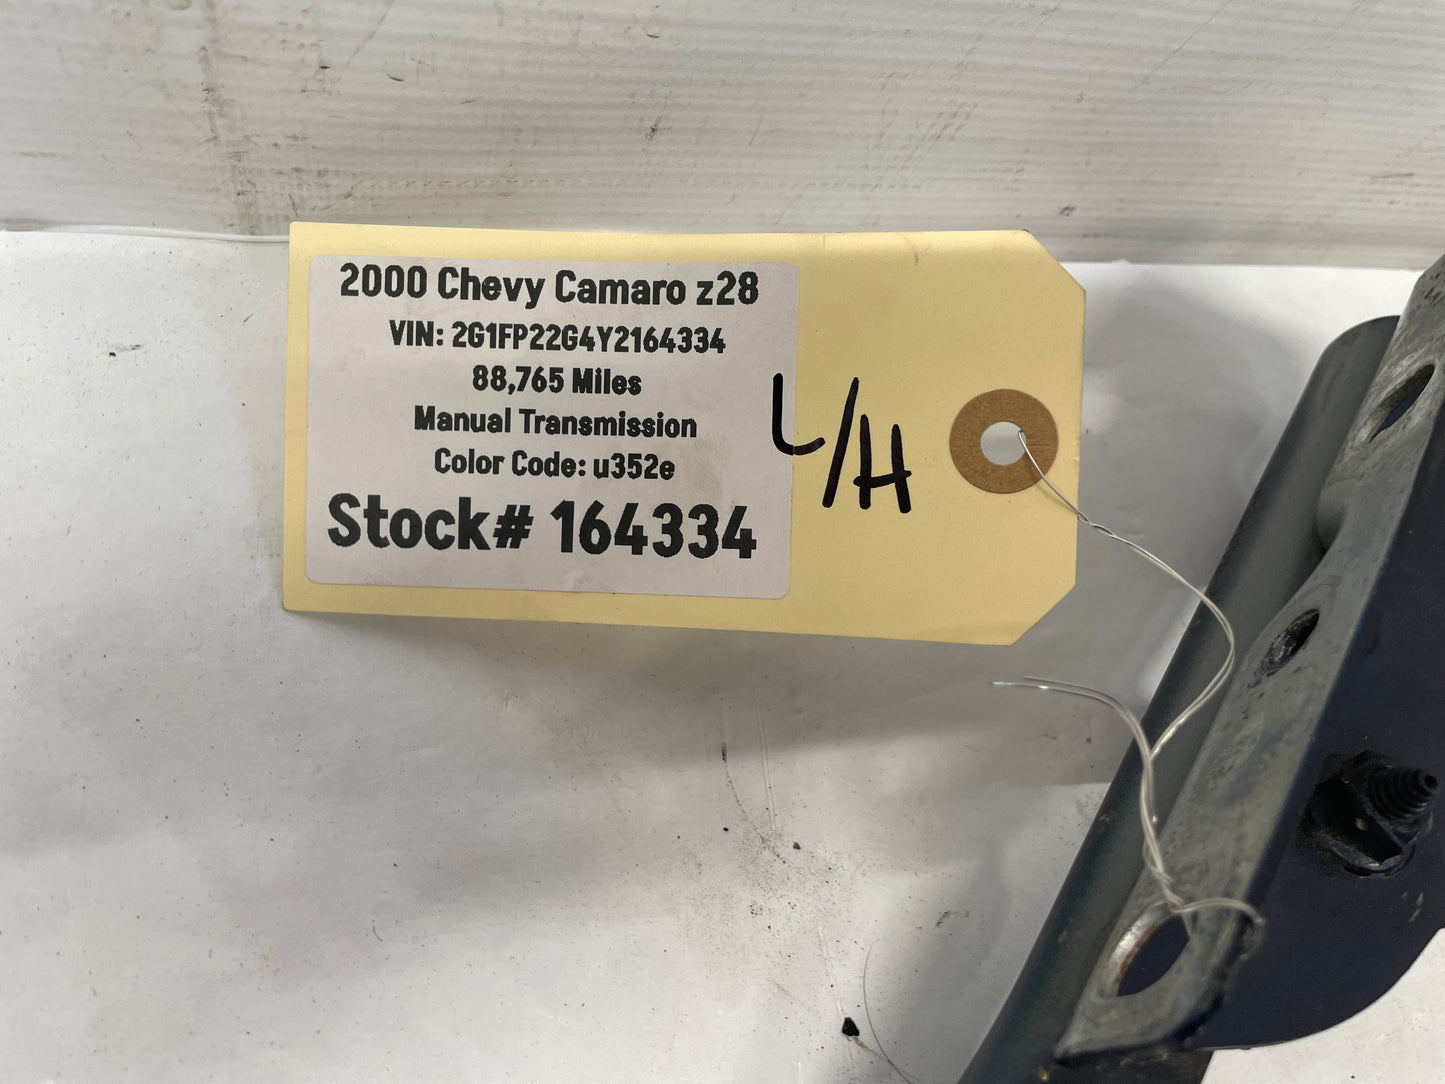 2000 Chevy Camaro z28
VIN: 2G1FP22G4Y2164334
88,765 Miles
Manual Transmission
Color Code: u352e
Stock# 164334
L/H